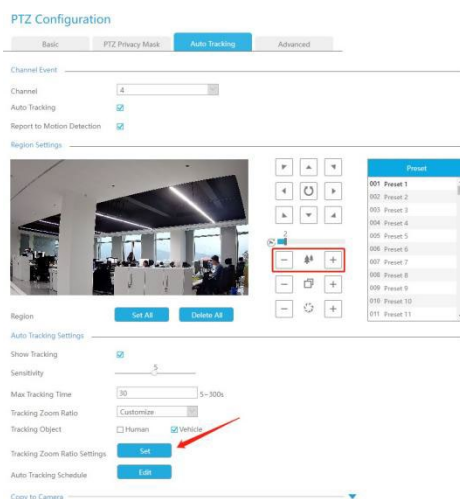 PTZ Configuration
Basic PTZ Privacy Mask Auto Tracking Advanced
Channel Event
Channel 4
Auto Tracking
Report to Motion Detection
Region Settings
Preset
001 Preset 1
002 Preset 2
003 Preset 3
004 Preset 4
005 Preset 5
006 Preset 6
007 Preset 7
008 Preset 8
009 Preset 9
010 Preset 10
011 Preset 11
2
Region Set All Delete All
Auto Tracking Settings
Show Tracking
Sensitivity 5
Max Tracking Time 30 5~300s
Tracking Zoom Ratio Customize
Tracking Object Human Vehicle
Tracking Zoom Ratio Settings Set
Auto Tracking Schedule Edit
Copy to Camera